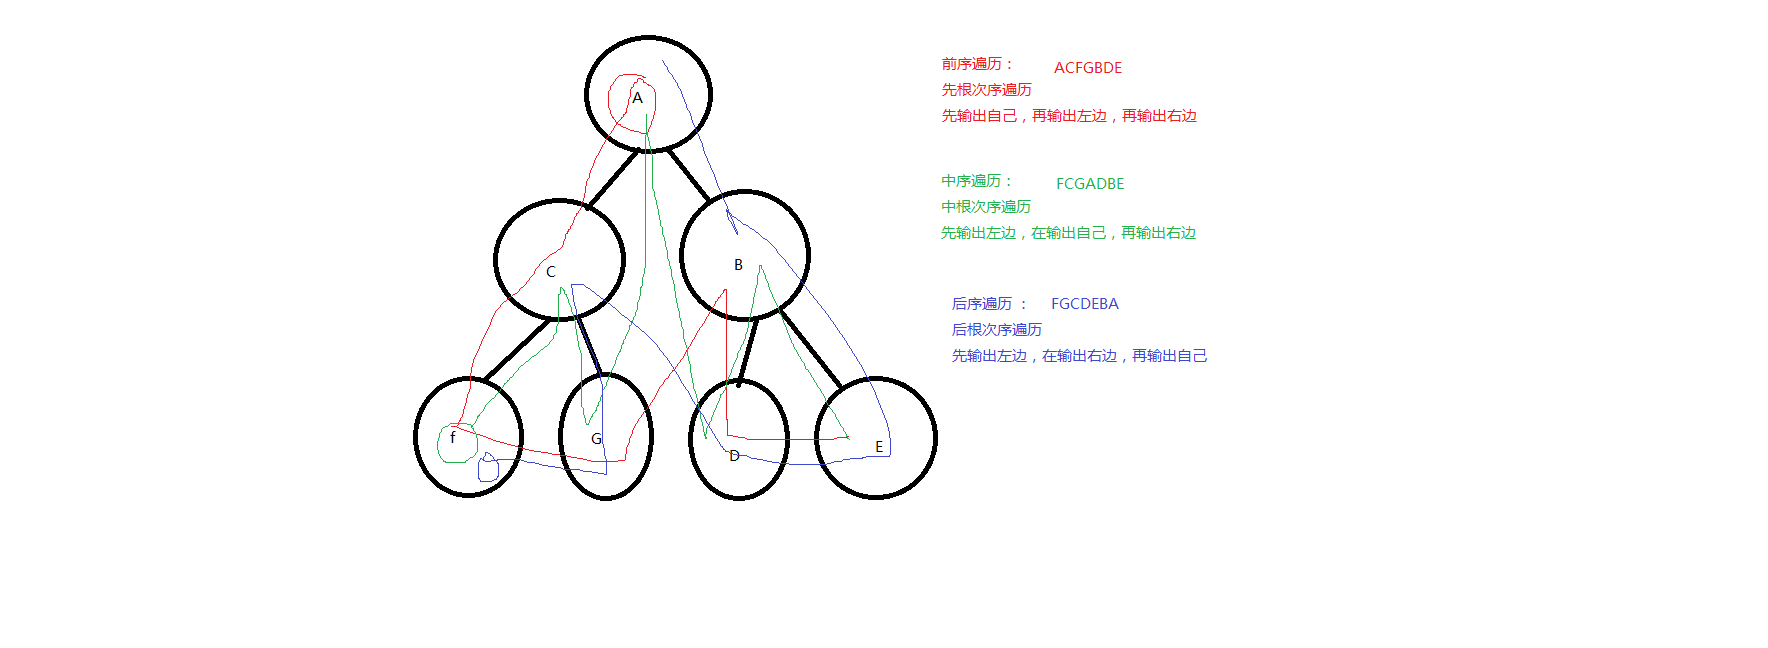 A
C
B
f
G
D
E
前序遍历： ACFGBDE
先根次序遍历
先输出自己，再输出左边，再输出右边
中序遍历： FCGADBE
中根次序遍历
先输出左边，在输出自己，再输出右边
后序遍历 ： FGCDEBA
后根次序遍历
先输出左边，在输出右边，再输出自己